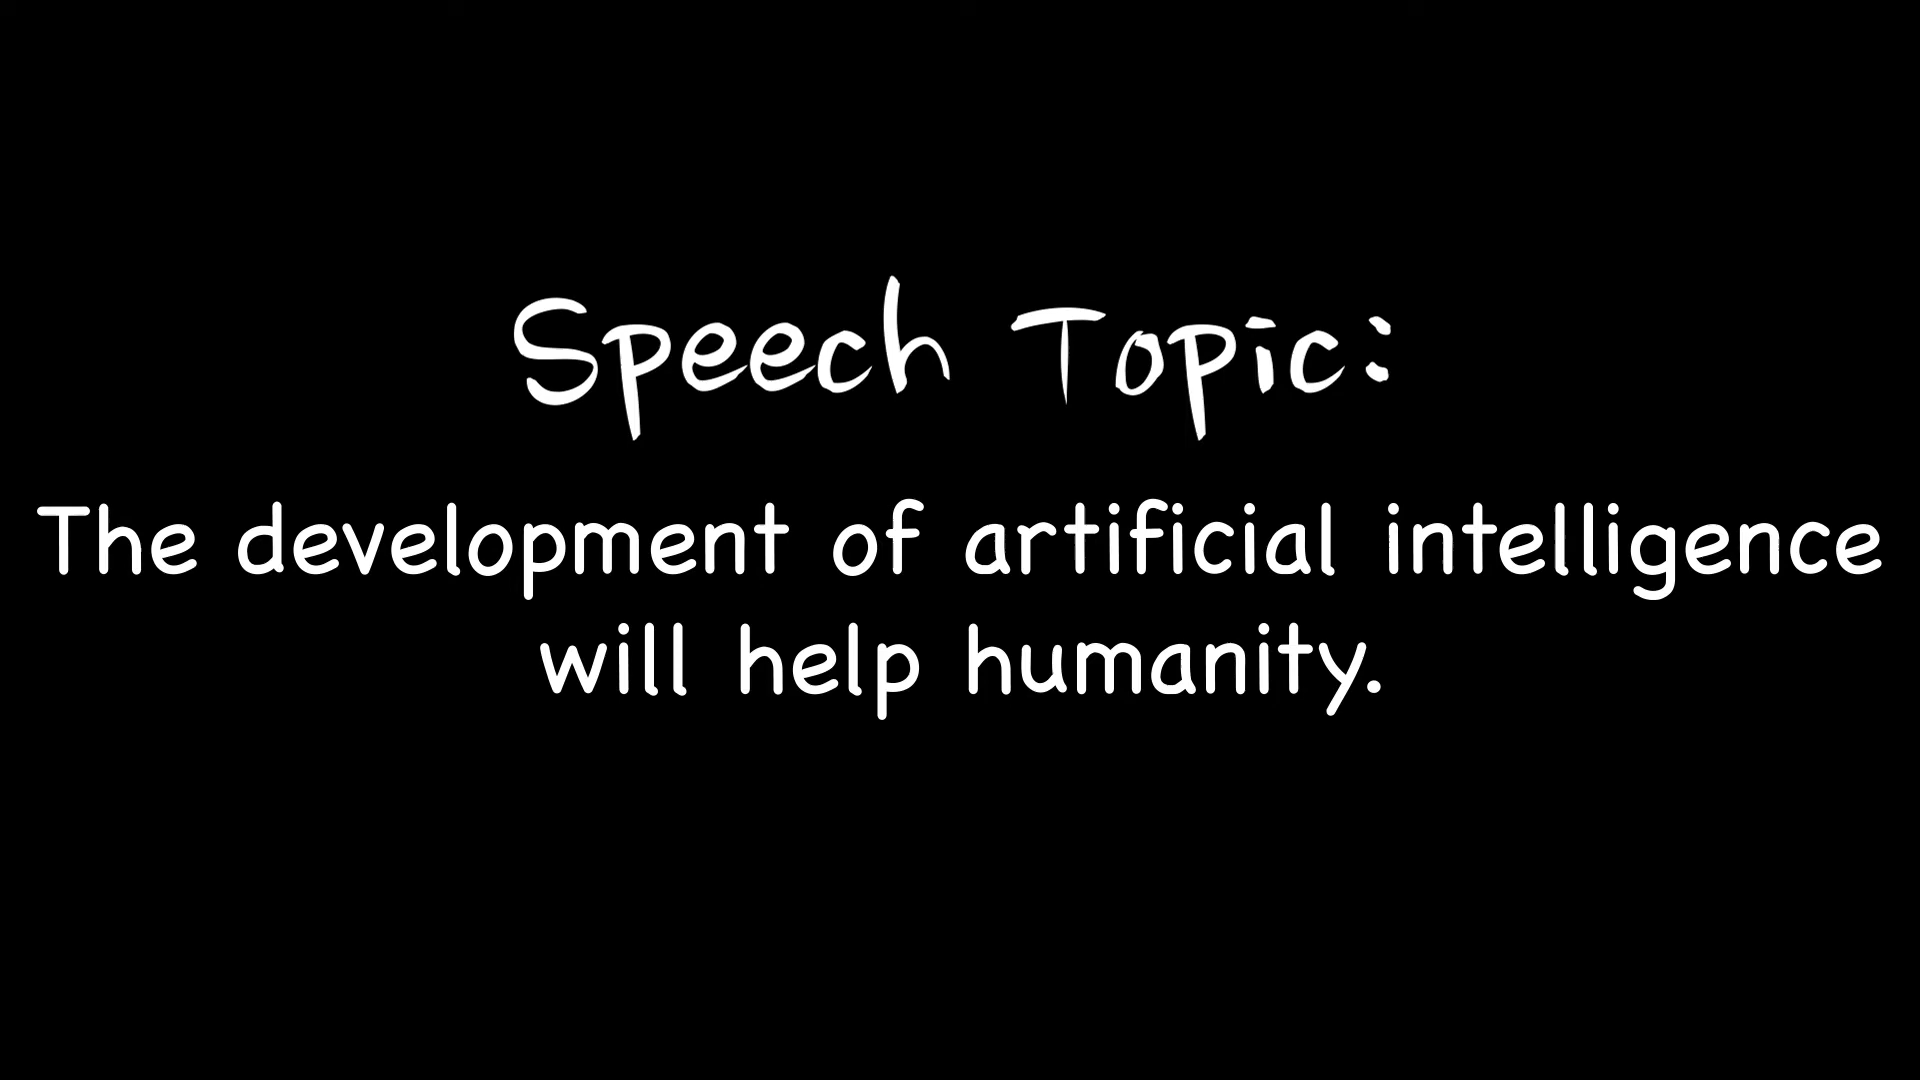 Speech Topic:
The development of artificial intelligence
will help humanity.